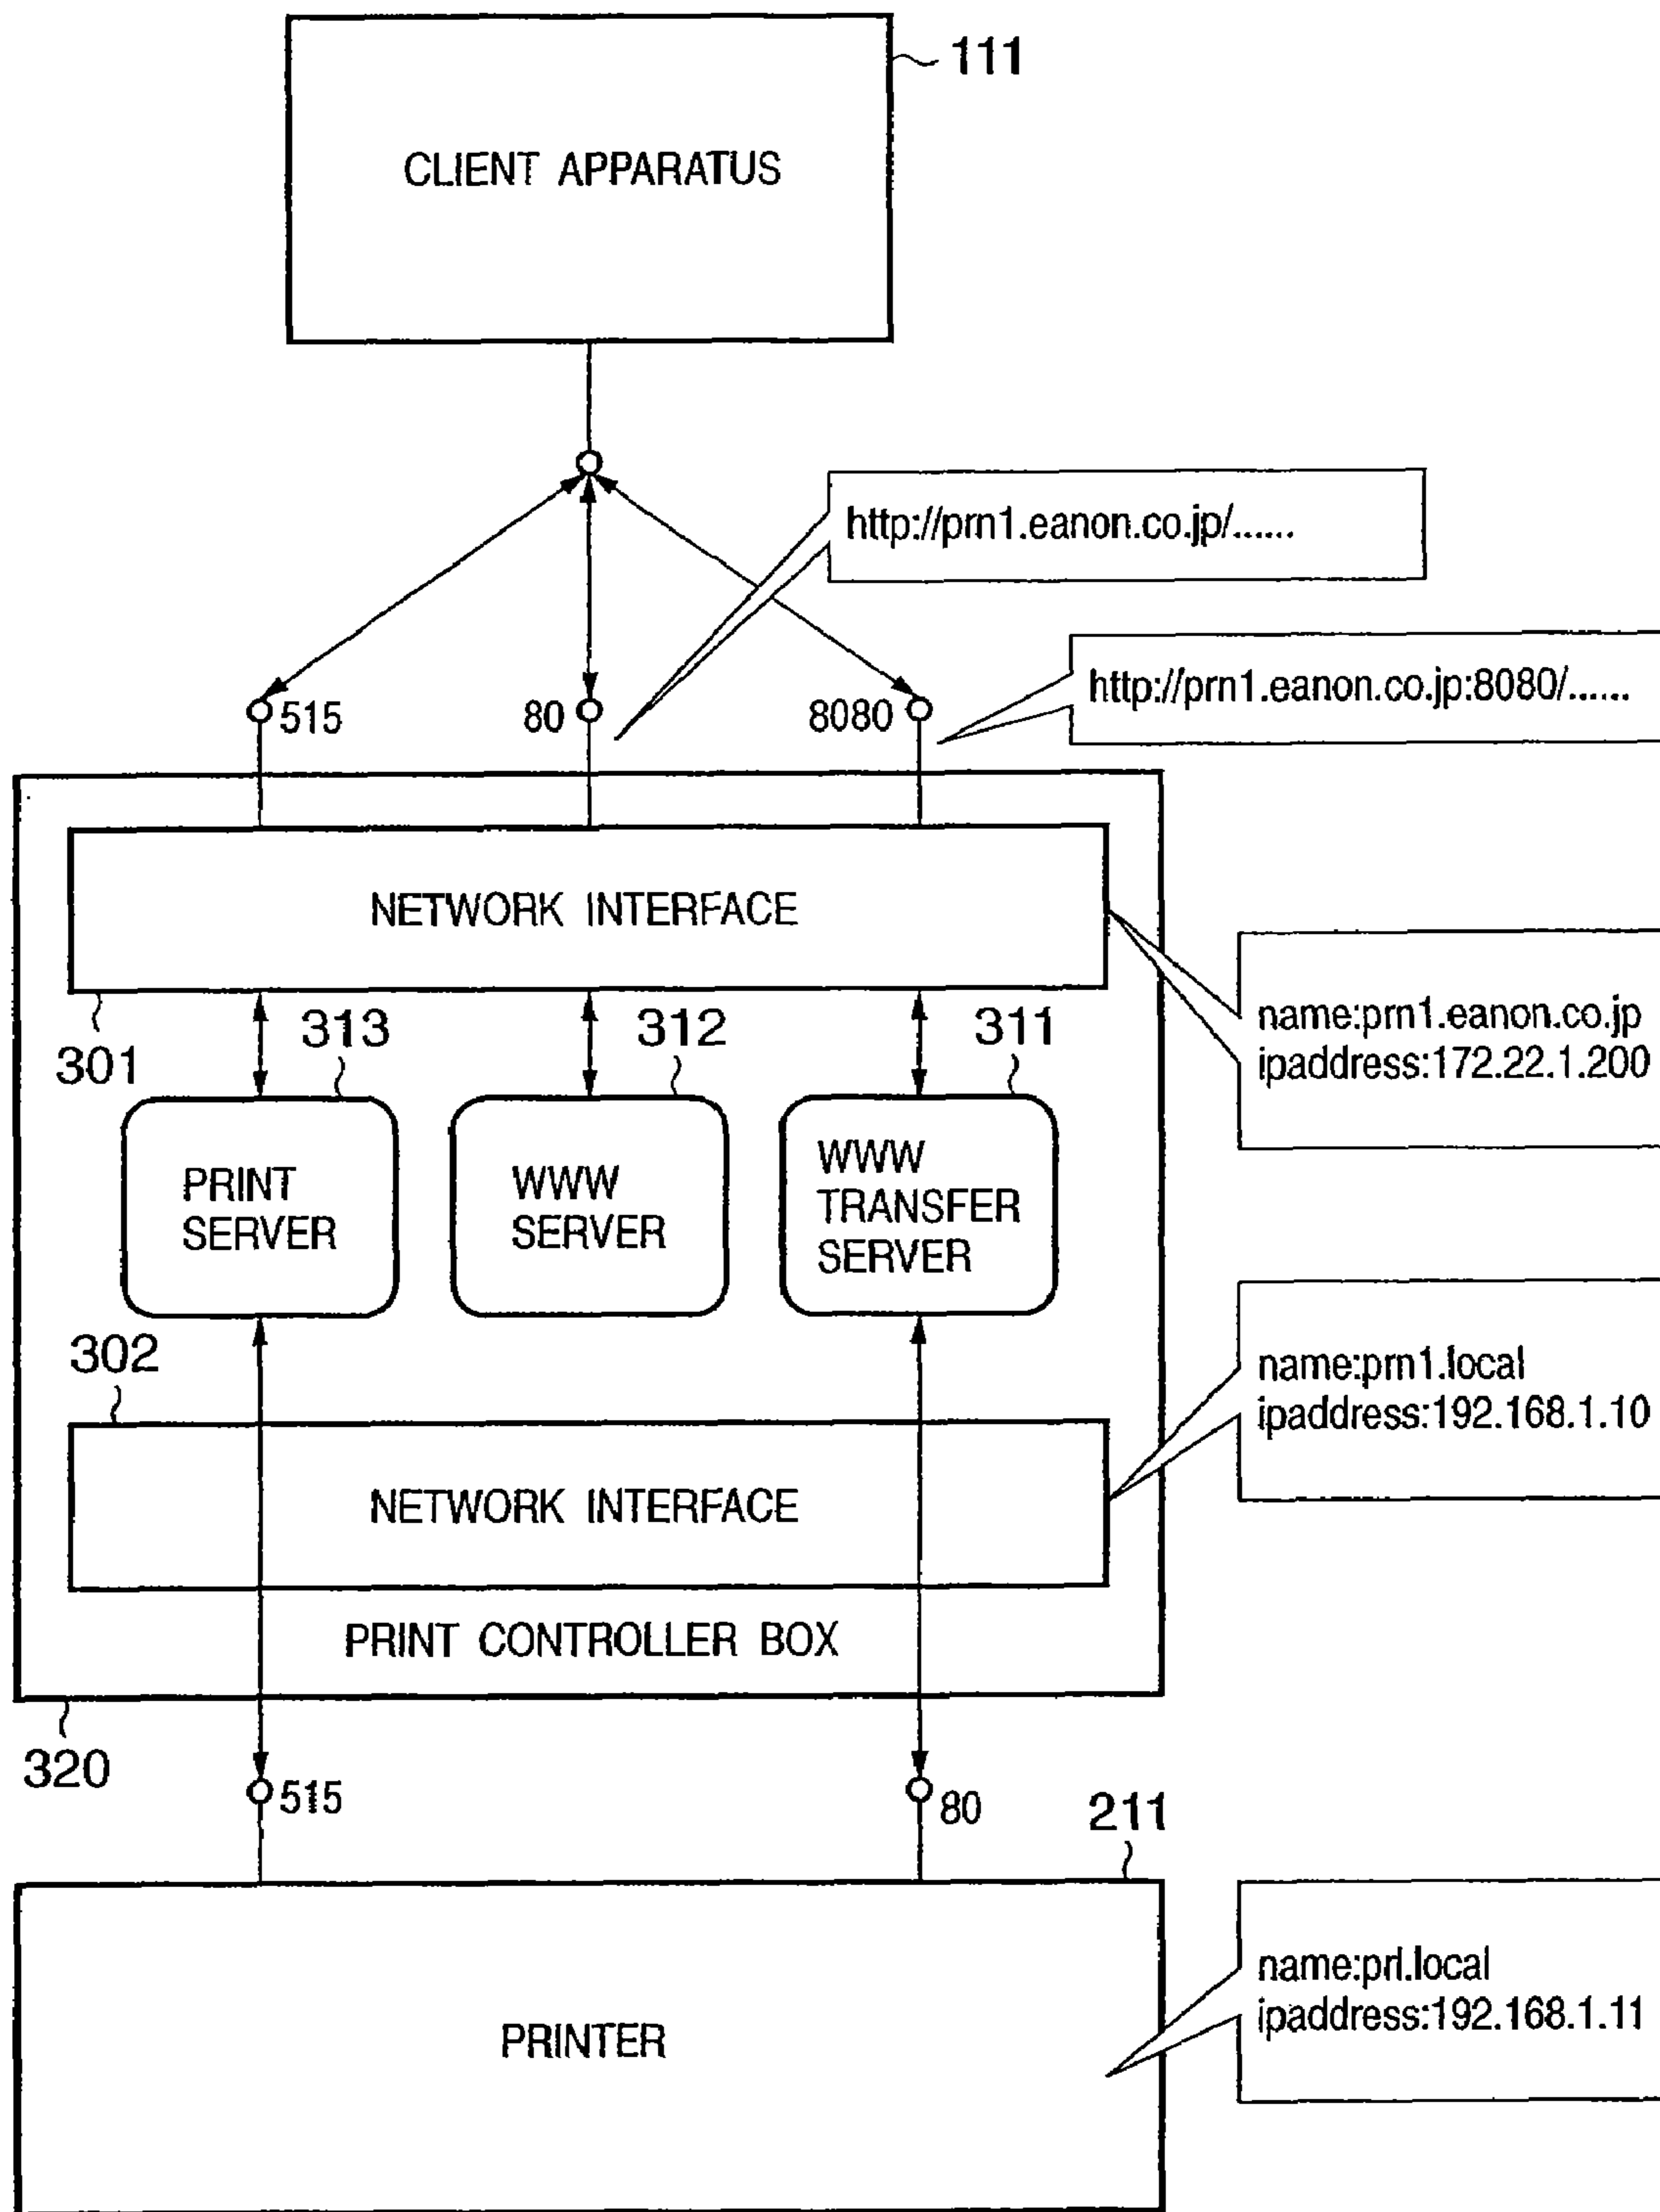 111
CLIENT APPARATUS
http://prn1.eanon.co.jp/......
http://prn1.eanon.co.jp:8080/......
515
80
8080
NETWORK INTERFACE
name:prn1.eanon.co.jp
ipaddress:172.22.1.200
301
313
312
311
PRINT
SERVER
WWW
SERVER
WWW
TRANSFER
SERVER
302
name:prn1.local
ipaddress:192.168.1.10
NETWORK INTERFACE
PRINT CONTROLLER BOX
320
515
80
211
name:prl.local
ipaddress:192.168.1.11
PRINTER